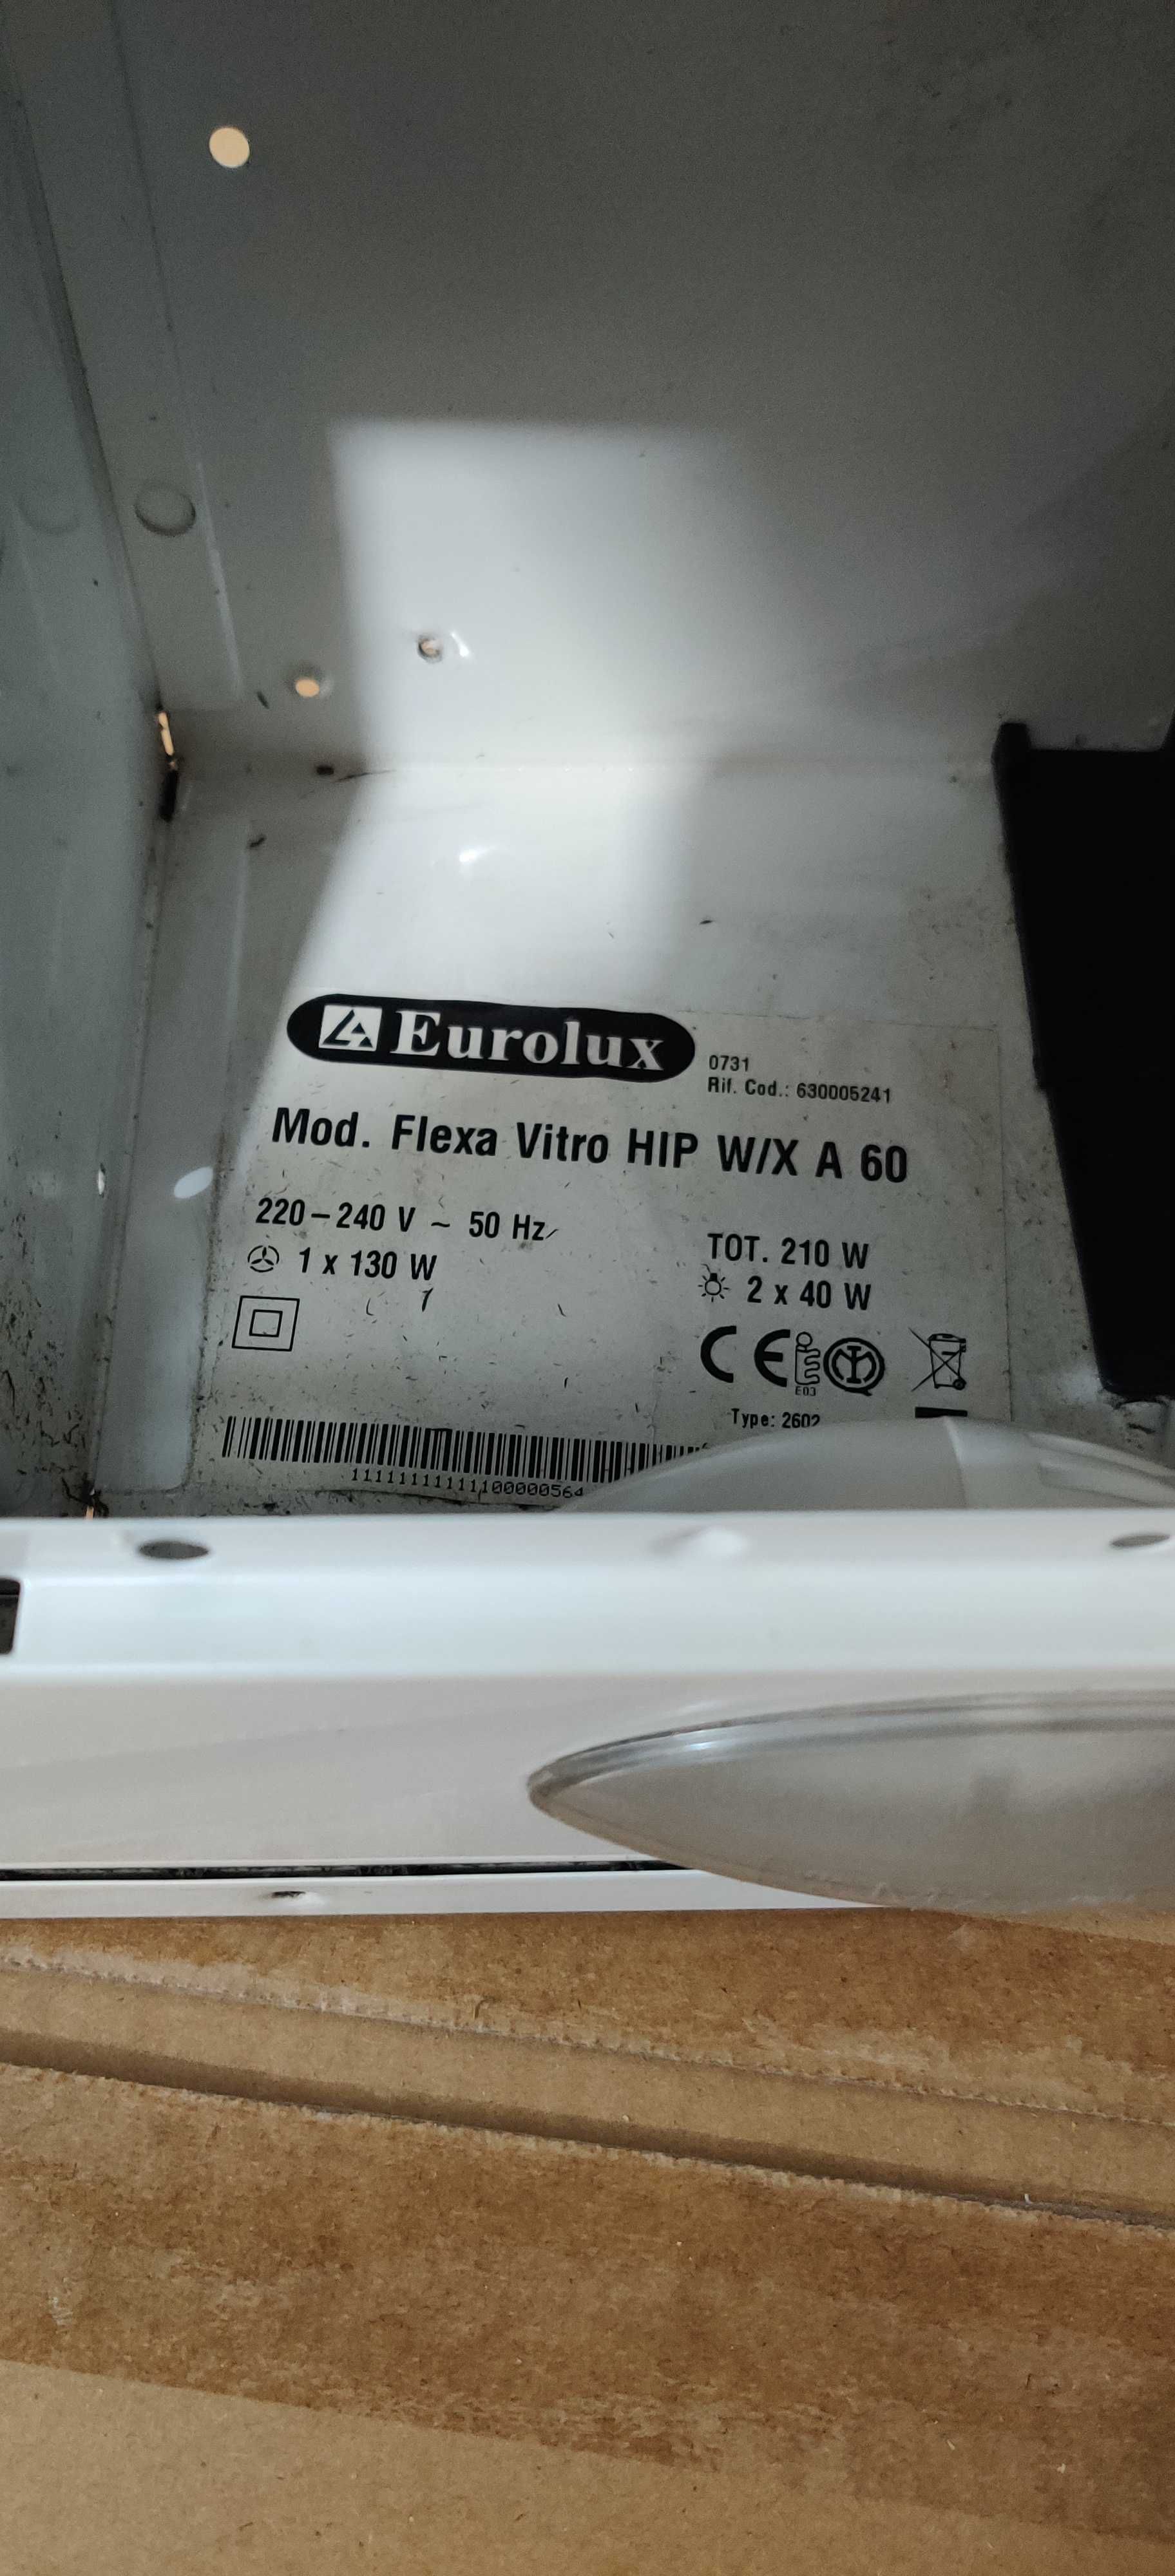 Eurolux
0731
Rif. Cod.: 630005241
Mod. Flexa Vitro HIP W/X A 60
220-240 V ~ 50 Hz
TOT. 210 W
1 x 130 W
2 x 40 W
CE
E03
Type: 2602
1111111111100000564